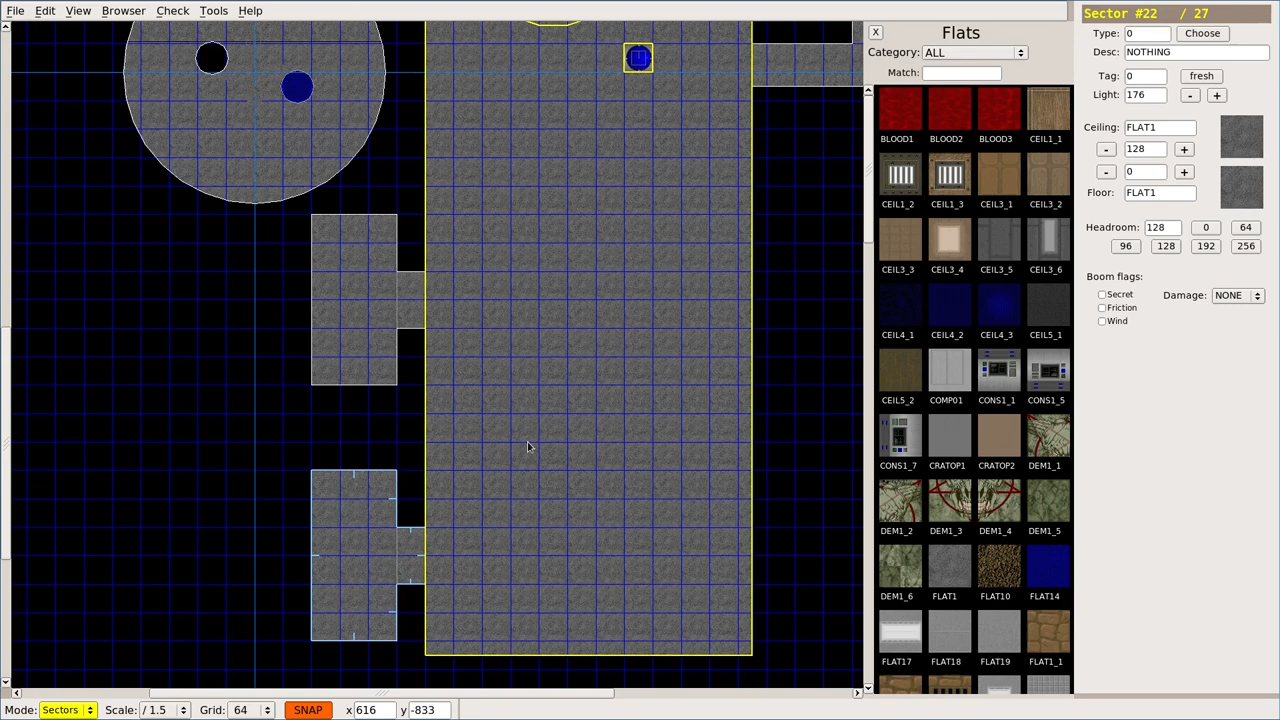 File Edit View Browser Check Tools Help
Flats
X
Category: ALL
Match:
BLOOD1 BLOOD2 BLOOD3 CEIL1_1
CEIL1_2 CEIL1_3 CEIL3_1 CEIL3_2
CEIL3_3 CEIL3_4 CEIL3_5 CEIL3_6
CEIL4_1 CEIL4_2 CEIL4_3 CEIL5_1
CEIL5_2 COMP01 CONS1_1 CONS1_5
CONS1_7 CRATOP1 CRATOP2 DEM1_1
DEM1_2 DEM1_3 DEM1_4 DEM1_5
DEM1_6 FLAT1 FLAT10 FLAT14
FLAT17 FLAT18 FLAT19 FLAT1_1
Sector #22 / 27
Type: 0 Choose
Desc: NOTHING
Tag: 0 fresh
Light: 176 - +
Ceiling: FLAT1
- 128 +
- 0 +
Floor: FLAT1
Headroom: 128 0 64
96 128 192 256
Boom flags:
Secret Damage: NONE
Friction
Wind
Mode: Sectors Scale: / 1.5 Grid: 64 SNAP x 616 y -833